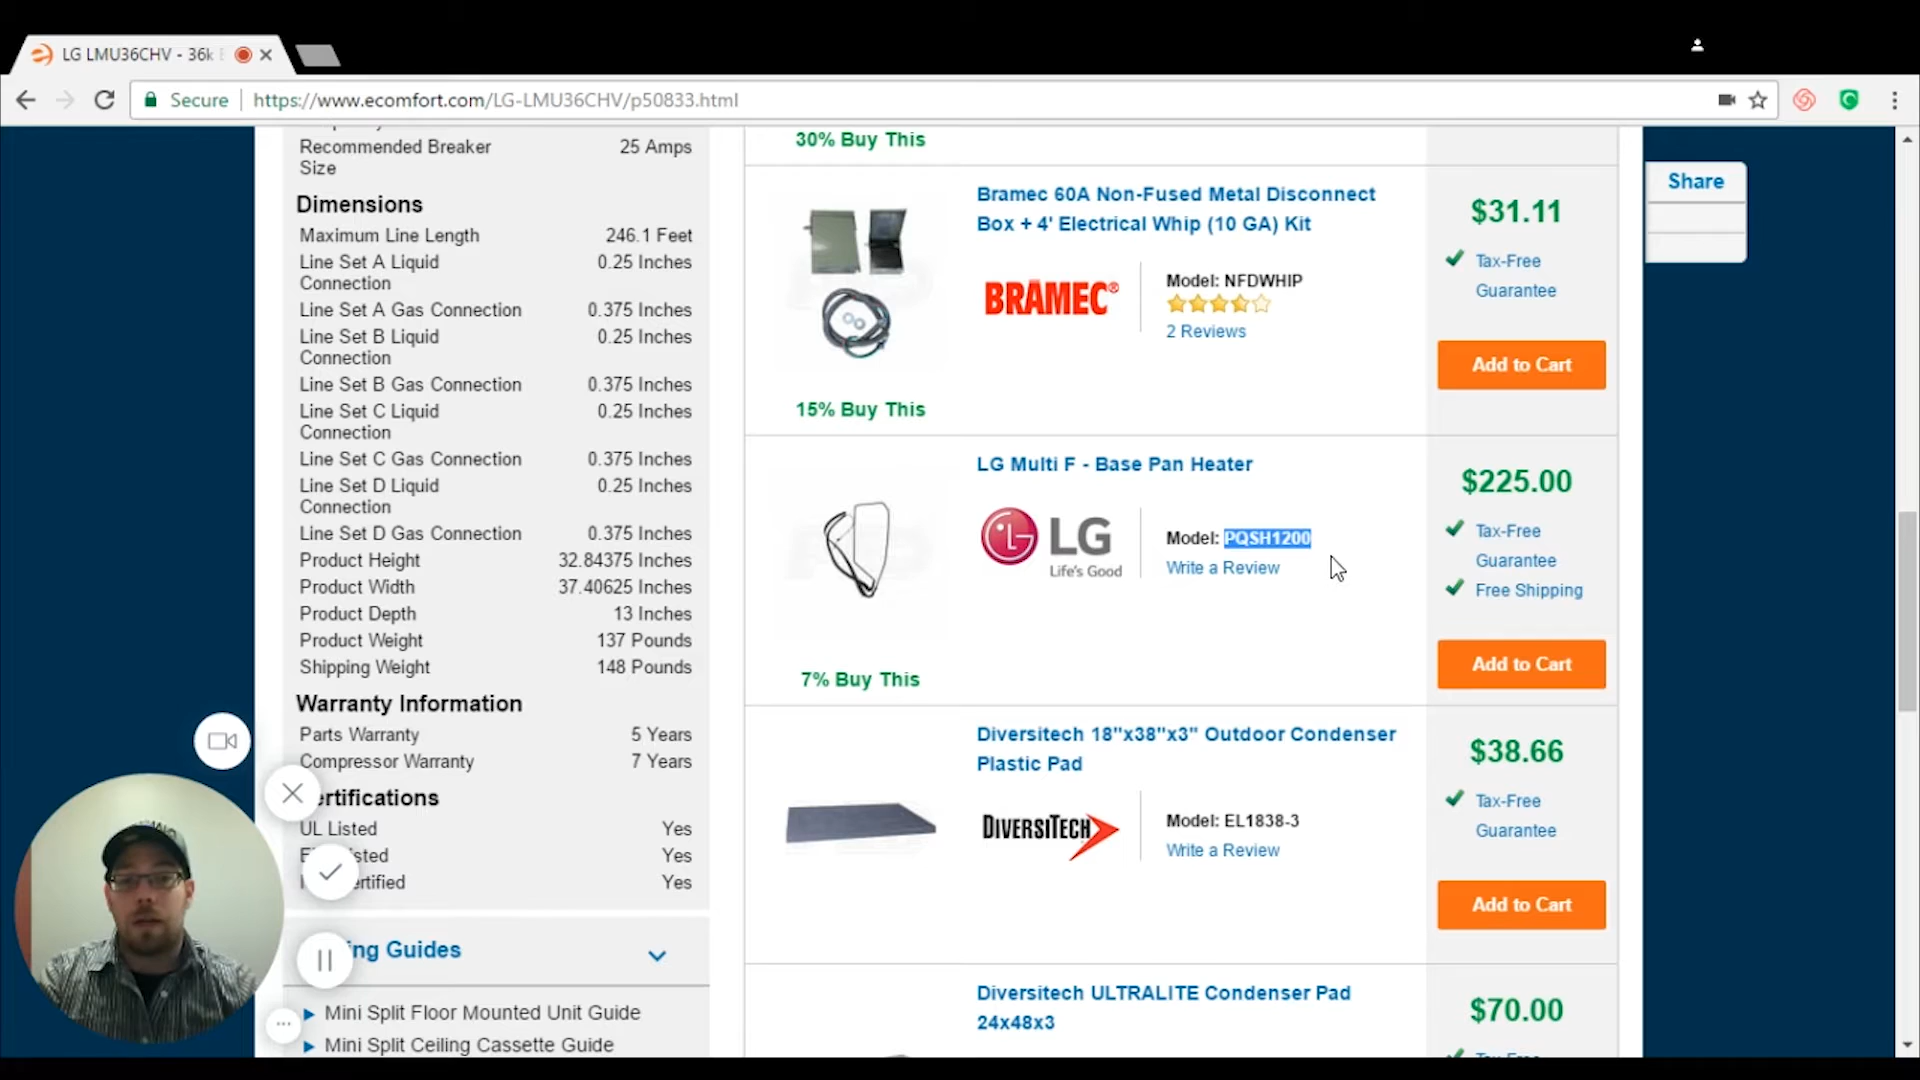 LG LMU36CHV - 36k
Secure
https://www.ecomfort.com/LG-LMU36CHV/p50833.html
Share
Recommended Breaker
Size
25 Amps
Dimensions
Maximum Line Length 246.1 Feet
Line Set A Liquid
Connection
0.25 Inches
Line Set A Gas Connection 0.375 Inches
Line Set B Liquid
Connection
0.25 Inches
Line Set B Gas Connection 0.375 Inches
Line Set C Liquid
Connection
0.25 Inches
Line Set C Gas Connection 0.375 Inches
Line Set D Liquid
Connection
0.25 Inches
Line Set D Gas Connection 0.375 Inches
Product Height 32.84375 Inches
Product Width 37.40625 Inches
Product Depth 13 Inches
Product Weight 137 Pounds
Shipping Weight 148 Pounds
Warranty Information
Parts Warranty 5 Years
Compressor Warranty 7 Years
ertifications
UL Listed Yes
isted Yes
ertified Yes
ing Guides
Mini Split Floor Mounted Unit Guide
Mini Split Ceiling Cassette Guide
30% Buy This
Bramec 60A Non-Fused Metal Disconnect
Box + 4' Electrical Whip (10 GA) Kit
BRAMEC®
Model: NFDWHIP
2 Reviews
15% Buy This
$31.11
Tax-Free
Guarantee
Add to Cart
LG Multi F - Base Pan Heater
LG
Life's Good
Model: PQSH1200
Write a Review
7% Buy This
$225.00
Tax-Free
Guarantee
Free Shipping
Add to Cart
Diversitech 18"x38"x3" Outdoor Condenser
Plastic Pad
DIVERSITECH
Model: EL1838-3
Write a Review
$38.66
Tax-Free
Guarantee
Add to Cart
Diversitech ULTRALITE Condenser Pad
24x48x3
$70.00